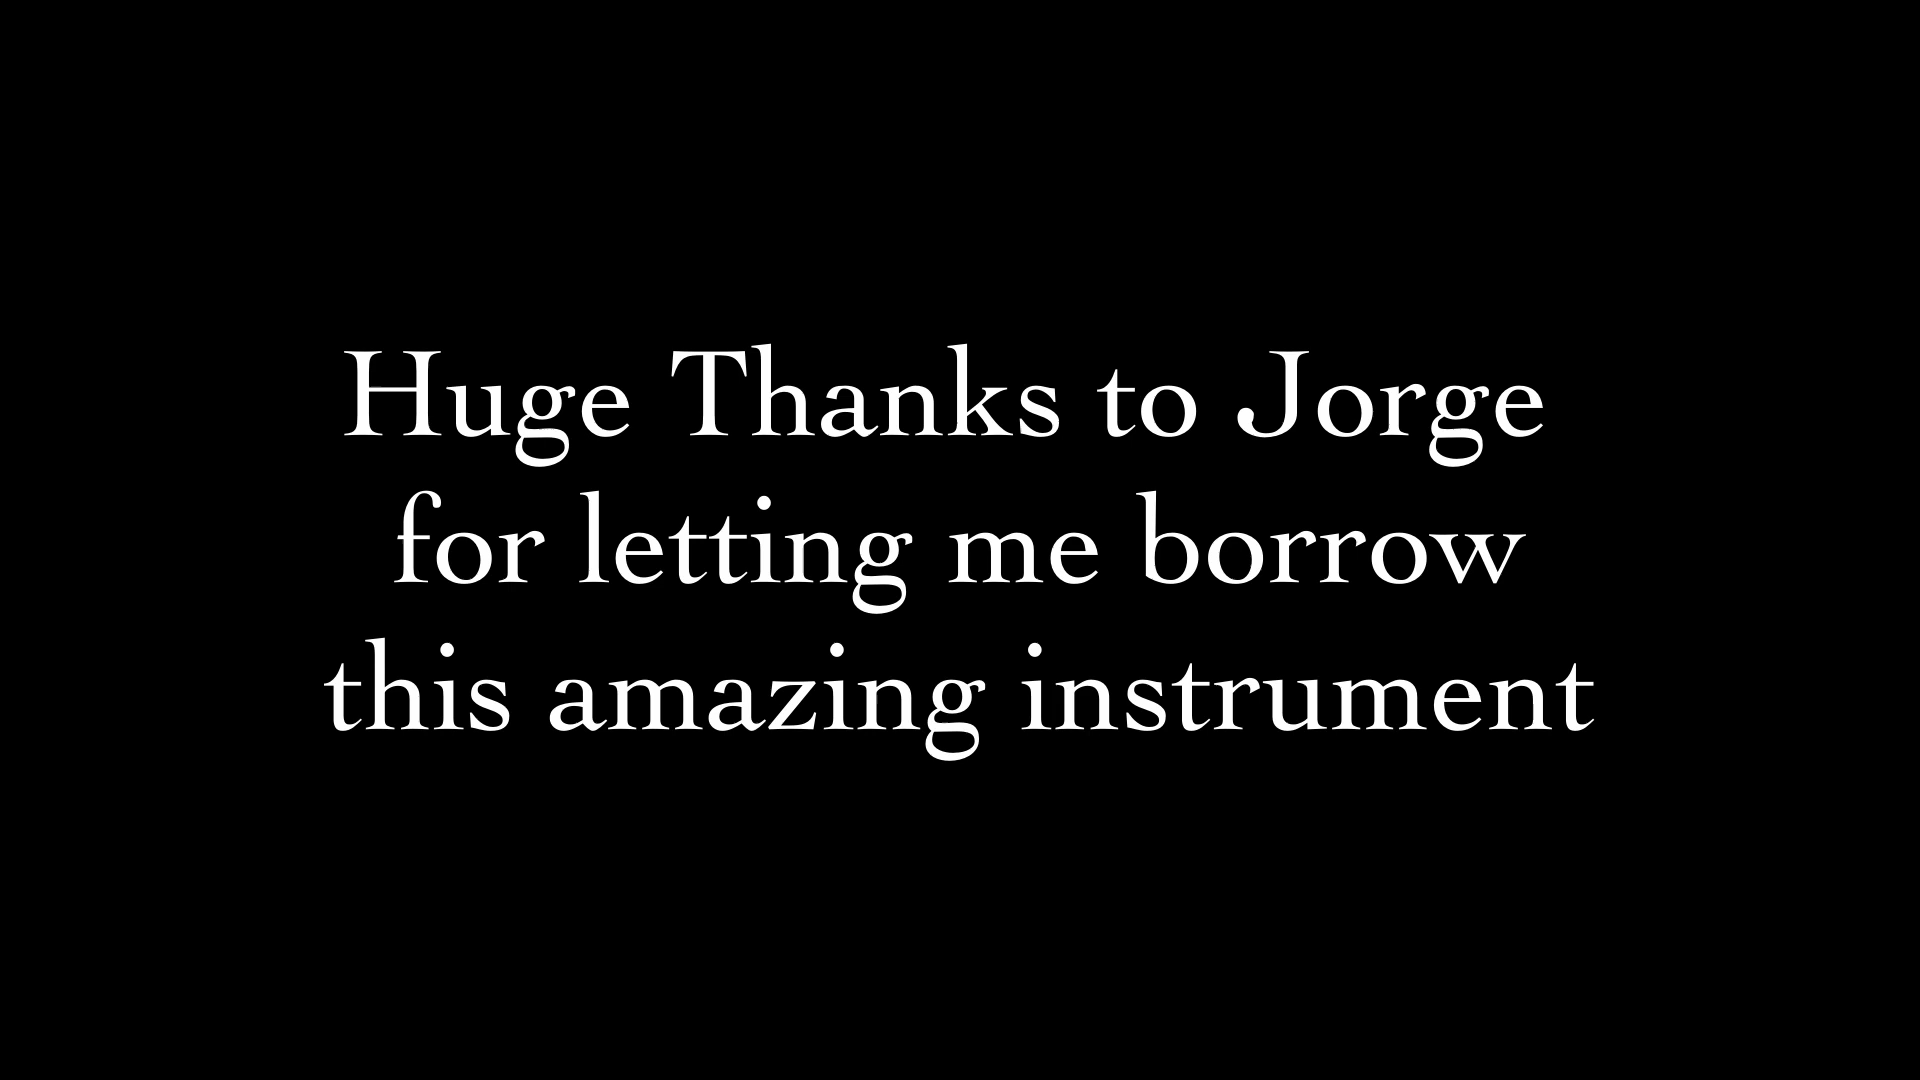 Huge Thanks to Jorge
for letting me borrow
this amazing instrument